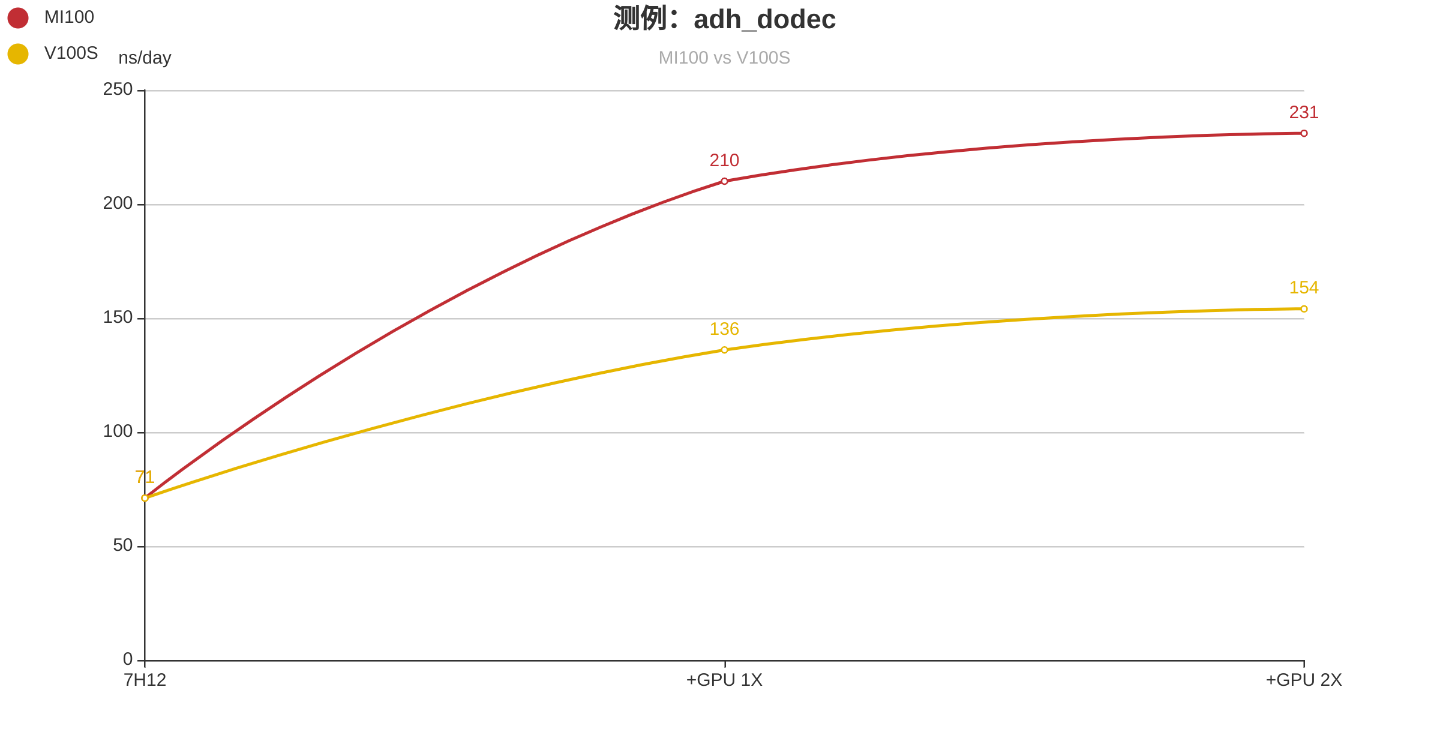 MI100
V100S
测例：adh_dodec
MI100 vs V100S
ns/day
250
200
150
100
50
0
71
210
231
136
154
7H12
+GPU 1X
+GPU 2X